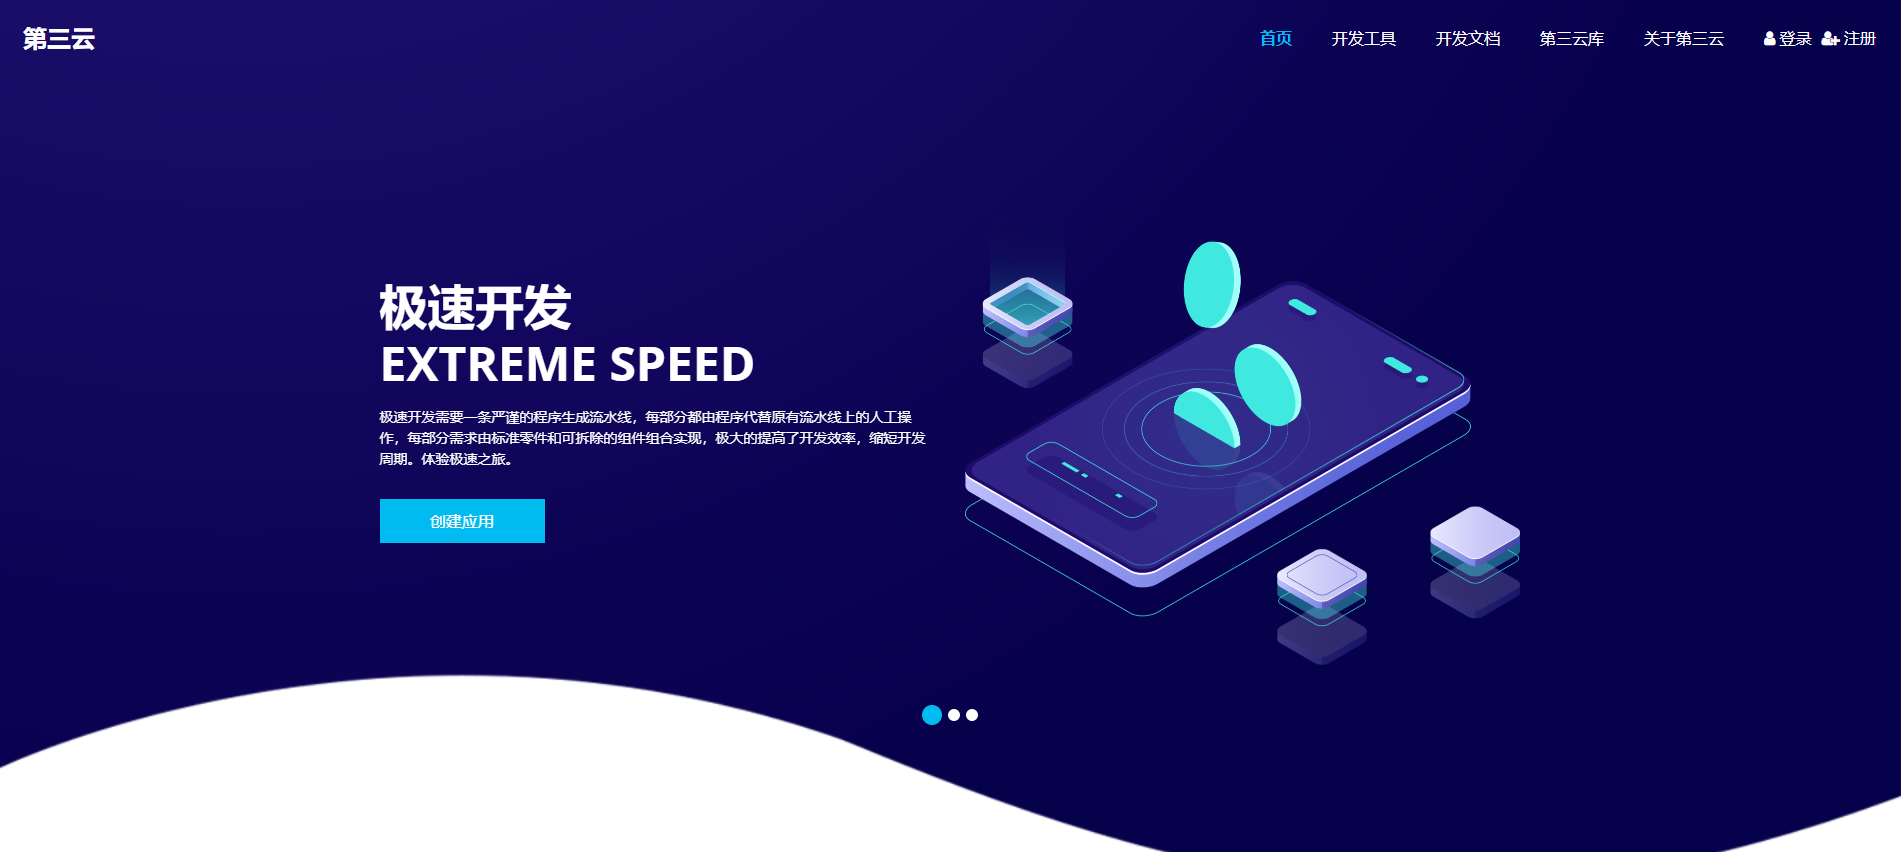 第三云
首页 开发工具 开发文档 第三云库 关于第三云 登录 注册
极速开发
EXTREME SPEED
极速开发需要一条严谨的程序生成流水线，每部分都由程序代替原有流水线上的人工操
作，每部分需求由标准零件和可拆除的组件组合实现，极大的提高了开发效率，缩短开发
周期。体验极速之旅。
创建应用